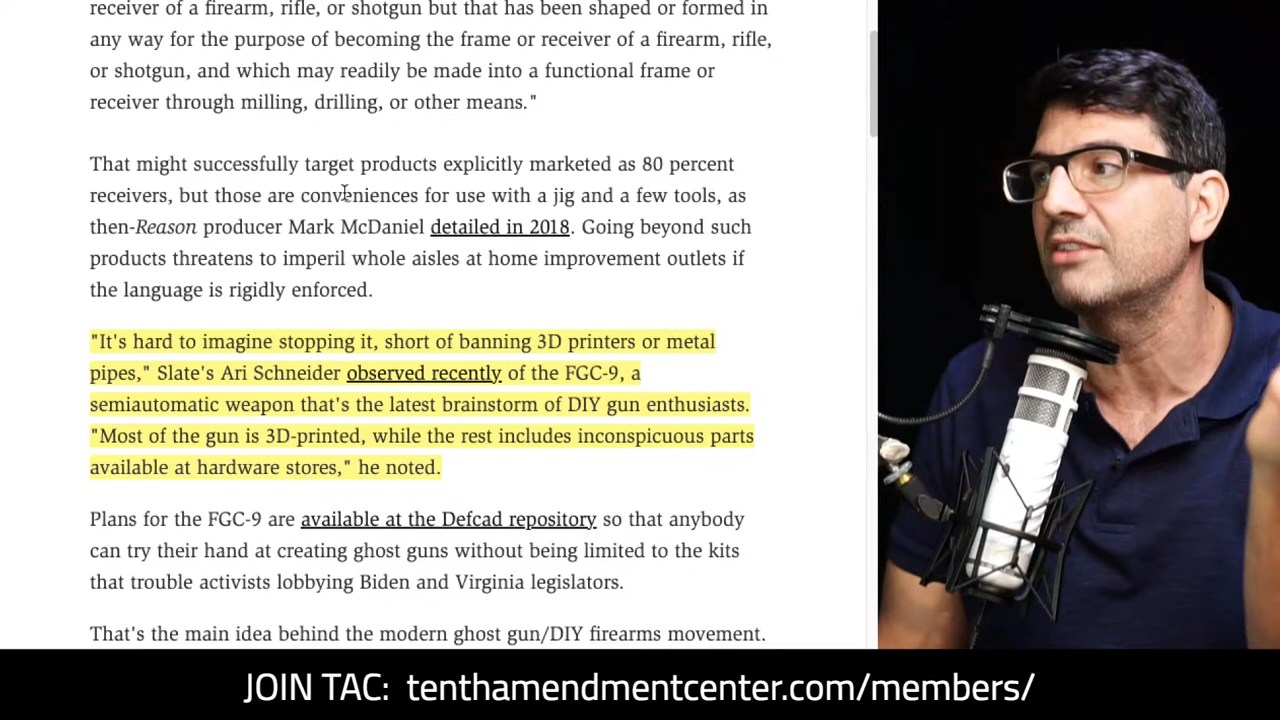 receiver of a firearm, rifle, or shotgun but that has been shaped or formed in
any way for the purpose of becoming the frame or receiver of a firearm, rifle,
or shotgun, and which may readily be made into a functional frame or
receiver through milling, drilling, or other means."
That might successfully target products explicitly marketed as 80 percent
receivers, but those are conveniences for use with a jig and a few tools, as
then-Reason producer Mark McDaniel detailed in 2018. Going beyond such
products threatens to imperil whole aisles at home improvement outlets if
the language is rigidly enforced.
"It's hard to imagine stopping it, short of banning 3D printers or metal
pipes," Slate's Ari Schneider observed recently of the FGC-9, a
semiautomatic weapon that's the latest brainstorm of DIY gun enthusiasts.
"Most of the gun is 3D-printed, while the rest includes inconspicuous parts
available at hardware stores," he noted.
Plans for the FGC-9 are available at the Defcad repository so that anybody
can try their hand at creating ghost guns without being limited to the kits
that trouble activists lobbying Biden and Virginia legislators.
That's the main idea behind the modern ghost gun/DIY firearms movement.
JOIN TAC: tenthamendmentcenter.com/members/